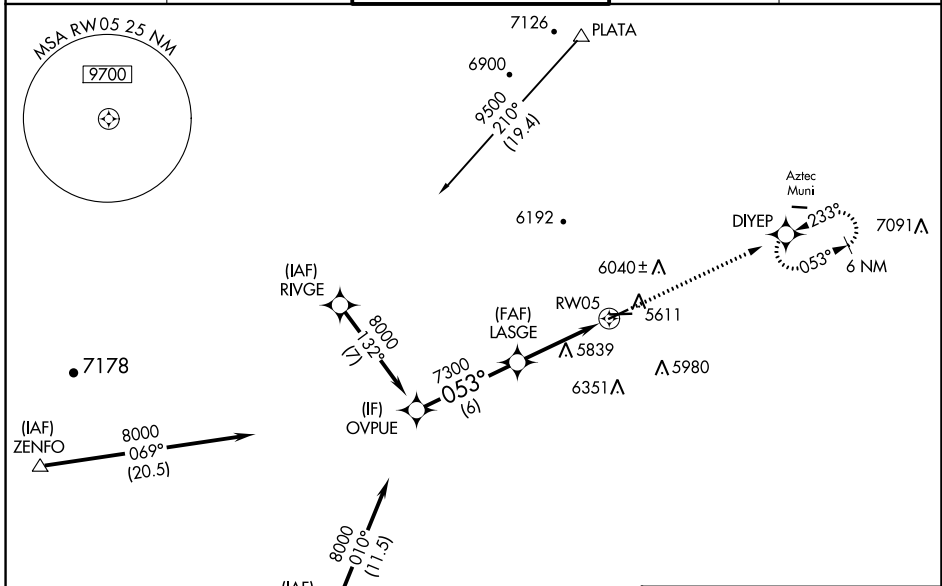 MSA RW05 25 NM
9700
7126
PLATA
6900
9500
210°
(19.4)
6192
Aztec
Muni
DIYEP
233°
053°
6 NM
7091
6040±
(IAF)
RIVGE
8000
132°
(7)
RW05
5611
(FAF)
LASGE
5839
5980
6351
7300
053°
(6)
(IF)
OVPUE
7178
(IAF)
ZENFO
8000
069°
(20.5)
8000
010°
(11.5)
(IAF)